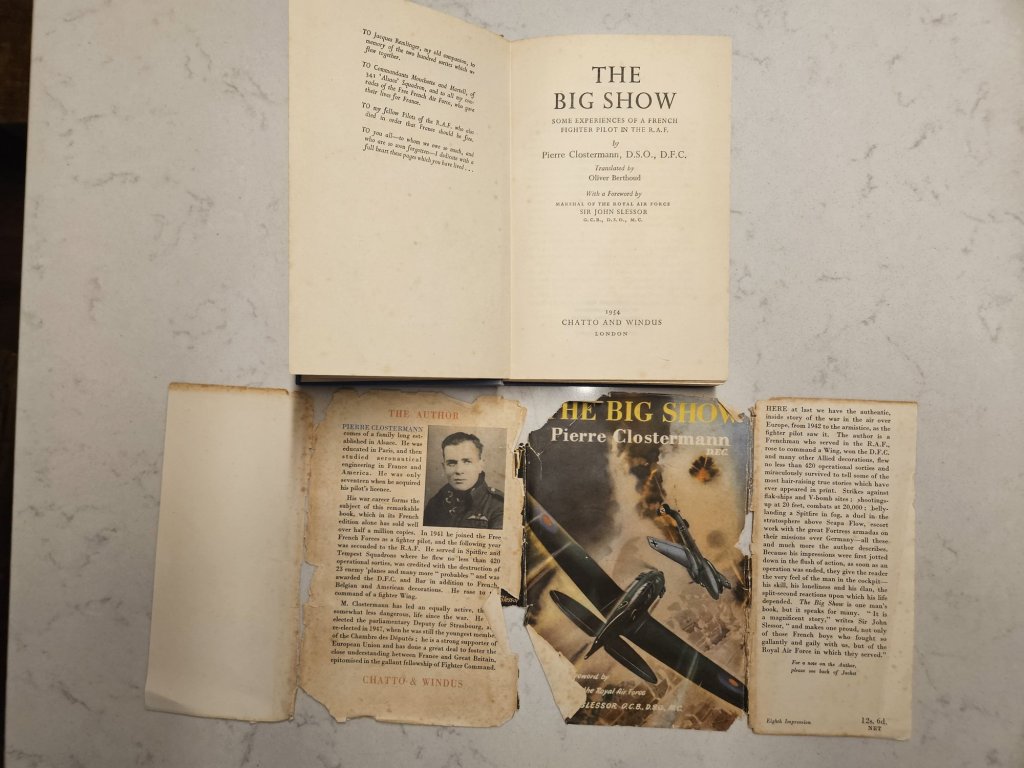 TO Jacques Remlinger, my old companion, in
memory of the two hundred sorties which we
flew together.
TO Commandants Mouchotte and Martell, of
341 'Alsace' Squadron, and to all my com-
rades of the Free French Air Force, who gave
their lives for France.
TO my fellow Pilots of the R.A.F. who also
died in order that France should be free.
TO you all—to whom we owe so much, and
who are so soon forgotten—I dedicate with a
full heart these pages which you have lived . . .
THE
BIG SHOW
SOME EXPERIENCES OF A FRENCH
FIGHTER PILOT IN THE R.A.F.
by
Pierre Clostermann, D.S.O., D.F.C.
Translated by
Oliver Berthoud
With a Foreword by
MARSHAL OF THE ROYAL AIR FORCE
SIR JOHN SLESSOR
G.C.B., D.S.O., M.C.
1954
CHATTO AND WINDUS
LONDON
THE AUTHOR
PIERRE CLOSTERMANN
comes of a family long est-
ablished in Alsace. He was
educated in Paris, and then
studied aeronautical
engineering in France and
America. He was only
seventeen when he acquired
his pilot's licence.
His war career forms the
subject of this remarkable
book, which in its French
edition alone has sold well
over half a million copies. In 1941 he joined the Free
French Forces as a fighter pilot, and the following year
was seconded to the R.A.F. He served in Spitfire and
Tempest Squadrons where he flew no less than 420
operational sorties, was credited with the destruction of
23 enemy planes and many more "probables" and was
awarded the D.F.C. and Bar in addition to French,
Belgian and American decorations. He rose to
command of a fighter Wing.
M. Clostermann has led an equally active, th
somewhat less dangerous, life since the war. He
elected the parliamentary Deputy for Strasbourg, a
re-elected in 1947, when he was still the youngest membe
of the Chambre des Députés; he is a strong supporter of
European Union and has done a great deal to foster the
close understanding between France and Great Britain,
epitomised in the gallant fellowship of Fighter Command.
CHATTO & WINDUS
Slessor
THE BIG SHOW
Pierre Clostermann
D.F.C.
reword by
the Royal Air Force
SLESSOR G.C.B., D.S.O., M.C.
HERE at last we have the authentic,
inside story of the war in the air over
Europe, from 1942 to the armistice, as the
fighter pilot saw it. The author is a
Frenchman who served in the R.A.F.,
rose to command a Wing, won the D.F.C.
and many other Allied decorations, flew
no less than 420 operational sorties and
miraculously survived to tell some of the
most hair-raising true stories which have
ever appeared in print. Strikes against
flak-ships and V-bomb sites; shootings-
up at 20 feet, combats at 20,000; belly-
landing a Spitfire in fog, a duel in the
stratosphere above Scapa Flow, escort
work with the great Fortress armadas on
their missions over Germany—all these
and much more the author describes.
Because his impressions were first jotted
down in the flush of action, as soon as an
operation was ended, they give the reader
the very feel of the man in the cockpit—
his skill, his loneliness and his élan, the
split-second reactions upon which his life
depended. The Big Show is one man's
book, but it speaks for many. "It is
a magnificent story," writes Sir John
Slessor, "and makes one proud, not only
of those French boys who fought so
gallantly and gaily with us, but of the
Royal Air Force in which they served."
For a note on the Author,
please see back of Jacket
Eighth Impression
12s. 6d.
NET